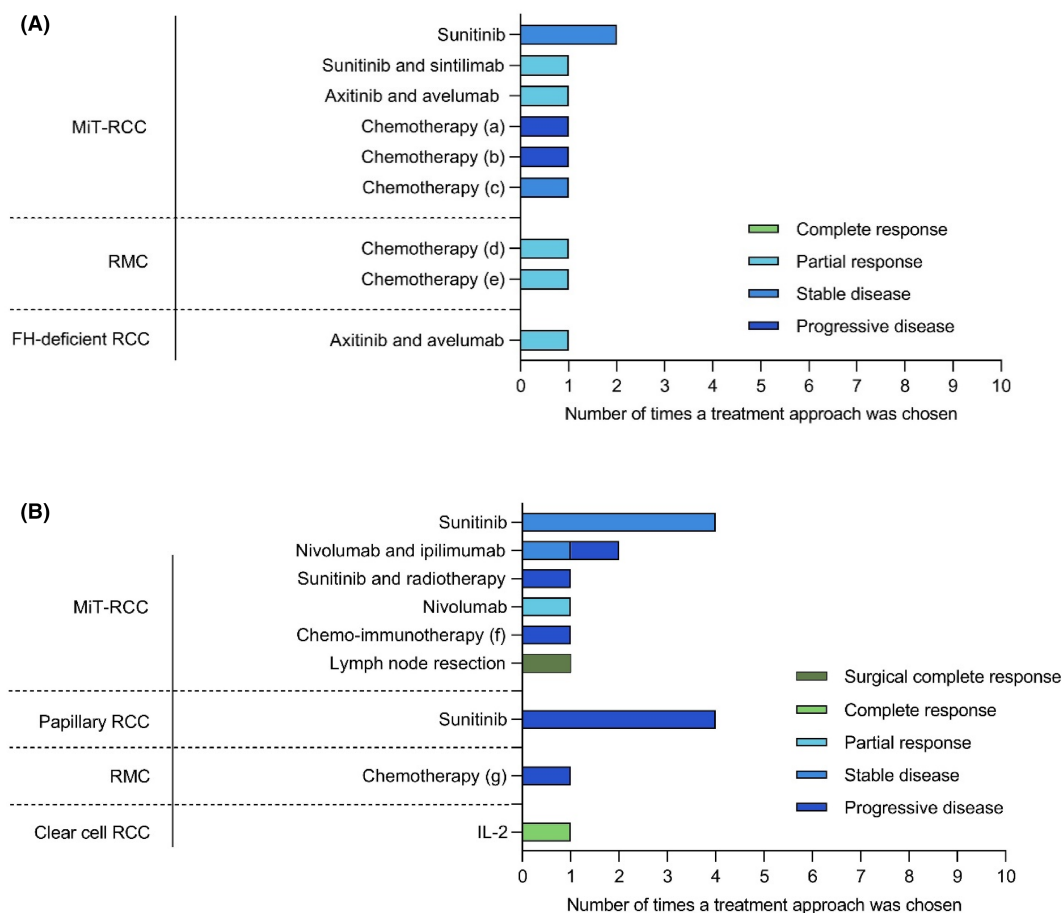 (A)
MiT-RCC
Sunitinib
Sunitinib and sintilimab
Axitinib and avelumab
Chemotherapy (a)
Chemotherapy (b)
Chemotherapy (c)
RMC
Chemotherapy (d)
Chemotherapy (e)
FH-deficient RCC
Axitinib and avelumab
Complete response
Partial response
Stable disease
Progressive disease
0 1 2 3 4 5 6 7 8 9 10
Number of times a treatment approach was chosen
(B)
MiT-RCC
Sunitinib
Nivolumab and ipilimumab
Sunitinib and radiotherapy
Nivolumab
Chemo-immunotherapy (f)
Lymph node resection
Papillary RCC
Sunitinib
RMC
Chemotherapy (g)
Clear cell RCC
IL-2
Surgical complete response
Complete response
Partial response
Stable disease
Progressive disease
0 1 2 3 4 5 6 7 8 9 10
Number of times a treatment approach was chosen